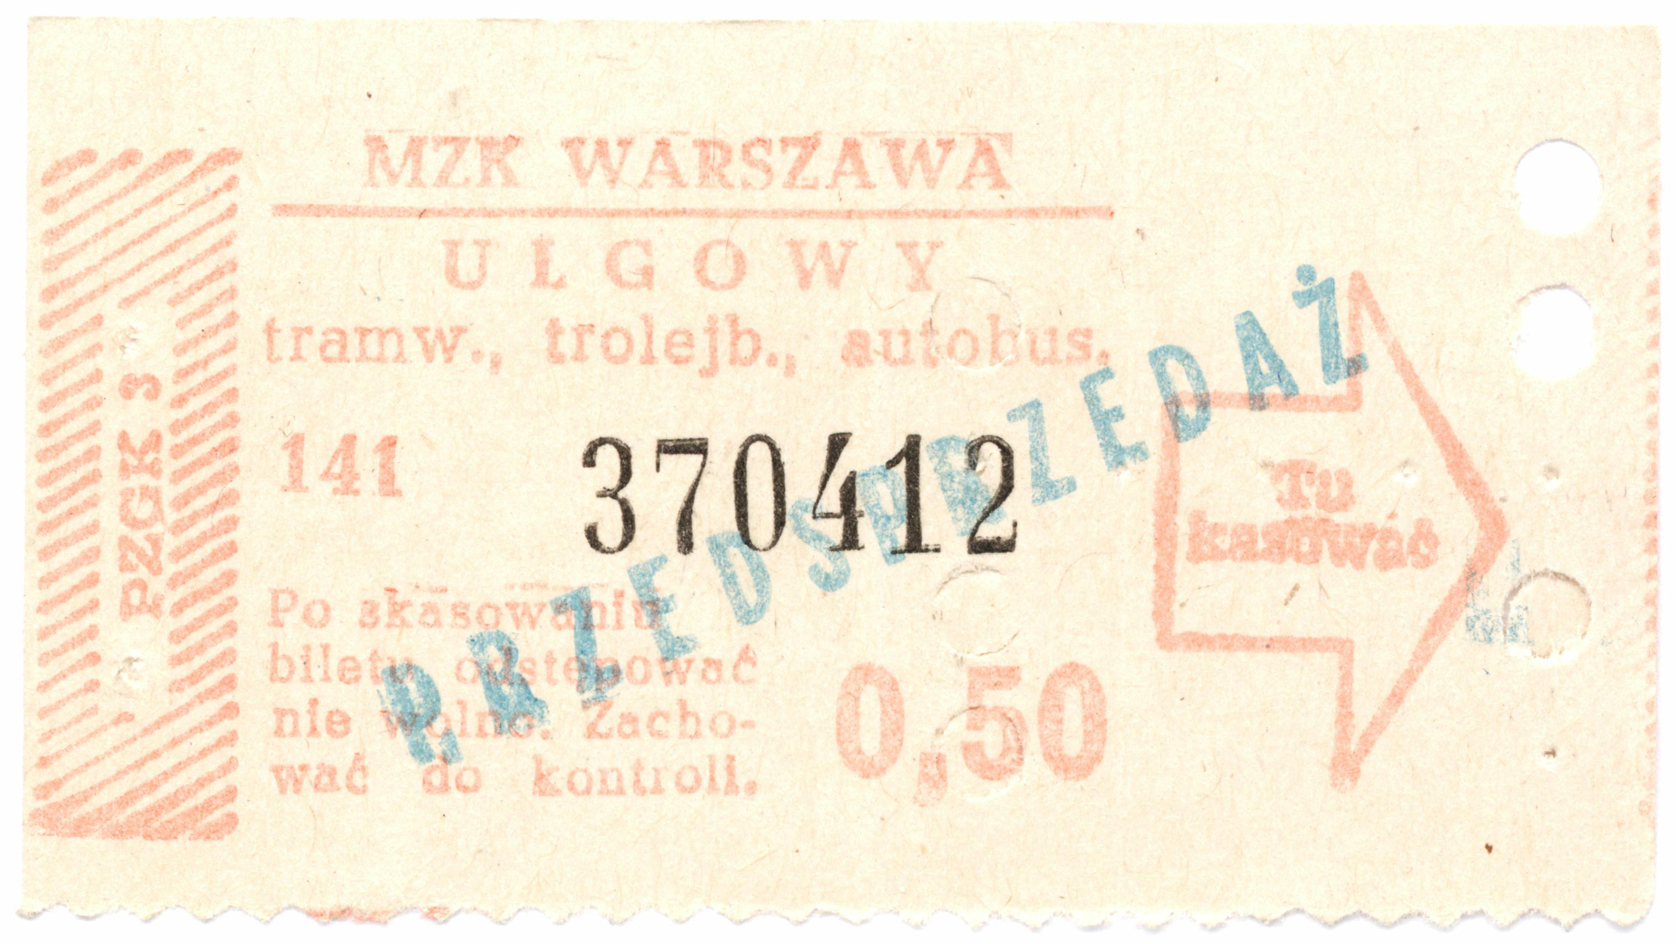 MZK WARSZAWA
ULGOWY
tramw., trolejb., autobus.
141 370412
PRZEDSPRZEDAŻ
Po skasowaniu
biletu odstępować
nie wolno. Zacho-
wać do kontroli.
0,50
Tu
kasować
PZGK 3